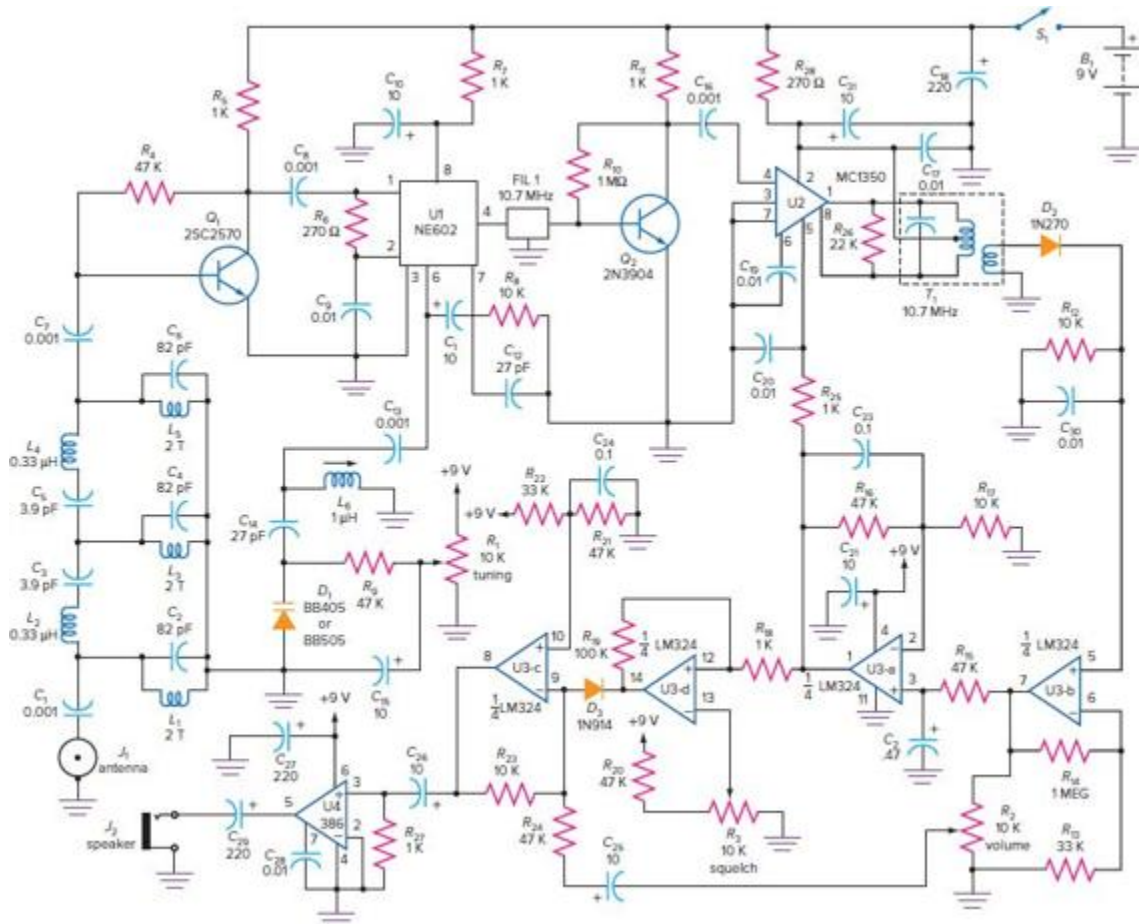 S₁
B₁
9 V
R₅
1 K
C₁₀
10
R₇
1 K
R₁₁
1 K
C₁₆
0.001
R₂₈
270 Ω
C₃₁
10
C₁₈
220
R₄
47 K
C₈
0.001
1
8
R₆
270 Ω
U1
NE602
4
2
3
6
7
FIL 1
10.7 MHz
R₁₀
1 MΩ
Q₁
2SC2570
Q₂
2N3904
4
3
7
2
U2
1
8
5
6
MC1350
C₁₇
0.01
D₂
1N270
R₂₆
22 K
T₁
10.7 MHz
C₁₉
0.01
C₇
0.001
C₆
82 pF
C₉
0.01
C₁
10
R₈
10 K
C₁₂
27 pF
R₁₂
10 K
C₃₀
0.01
C₂₀
0.01
R₂₅
1 K
L₅
2 T
L₄
0.33 μH
C₁₃
0.001
C₂₃
0.1
C₅
3.9 pF
C₄
82 pF
L₆
1 μH
+9 V
R₂₂
33 K
C₂₄
0.1
R₁₆
47 K
R₁₇
10 K
C₁₄
27 pF
+9 V
R₂₁
47 K
L₃
2 T
R₉
47 K
R₁
10 K
tuning
C₂₁
10
+9 V
C₃
3.9 pF
D₁
BB405
or
BB505
L₂
0.33 μH
C₂
82 pF
R₁₉
100 K
10
8
U3-c
9
1/4
LM324
1/4
LM324
12
14
U3-d
13
D₃
1N914
R₁₈
1 K
4
2
1
U3-a
3
11
1/4
LM324
R₁₅
47 K
1/4
LM324
7
U3-b
5
6
L₁
2 T
C₁₅
10
C₁
0.001
J₁
antenna
+9 V
C₂₇
220
C₂₆
10
R₂₃
10 K
+9 V
R₂₀
47 K
C₂
.47
R₁₄
1 MEG
R₂
10 K
volume
R₁₃
33 K
J₂
speaker
C₂₉
220
5
6
U4
386
3
2
7
4
C₂₈
0.01
R₂₇
1 K
R₂₄
47 K
C₂₅
10
R₃
10 K
squelch